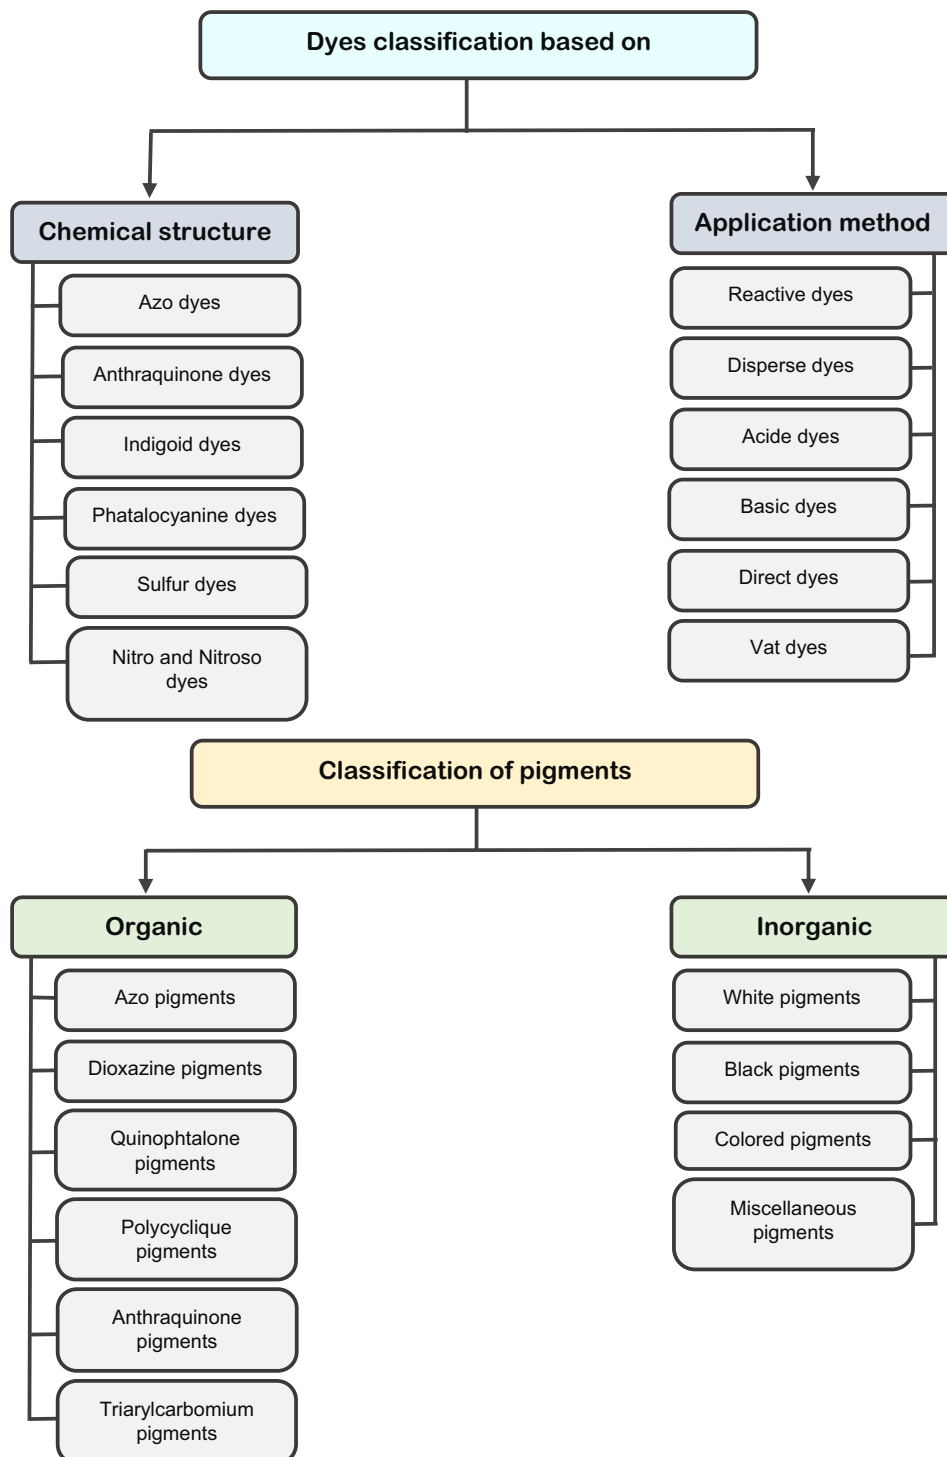 Dyes classification based on
Chemical structure
Azo dyes
Anthraquinone dyes
Indigoid dyes
Phatalocyanine dyes
Sulfur dyes
Nitro and Nitroso
dyes
Application method
Reactive dyes
Disperse dyes
Acide dyes
Basic dyes
Direct dyes
Vat dyes
Classification of pigments
Organic
Azo pigments
Dioxazine pigments
Quinophtalone
pigments
Polycyclique
pigments
Anthraquinone
pigments
Triarylcarbomium
pigments
Inorganic
White pigments
Black pigments
Colored pigments
Miscellaneous
pigments